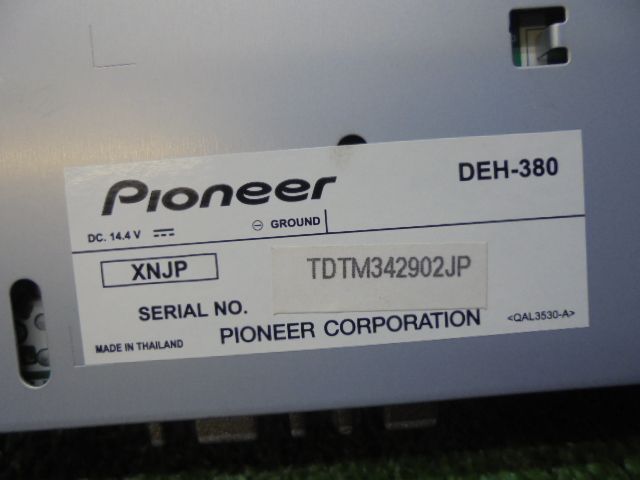 Pioneer
DEH-380
DC. 14.4 V
⊖ GROUND
XNJP
TDTM342902JP
SERIAL NO.
PIONEER CORPORATION
<QAL3530-A>
MADE IN THAILAND